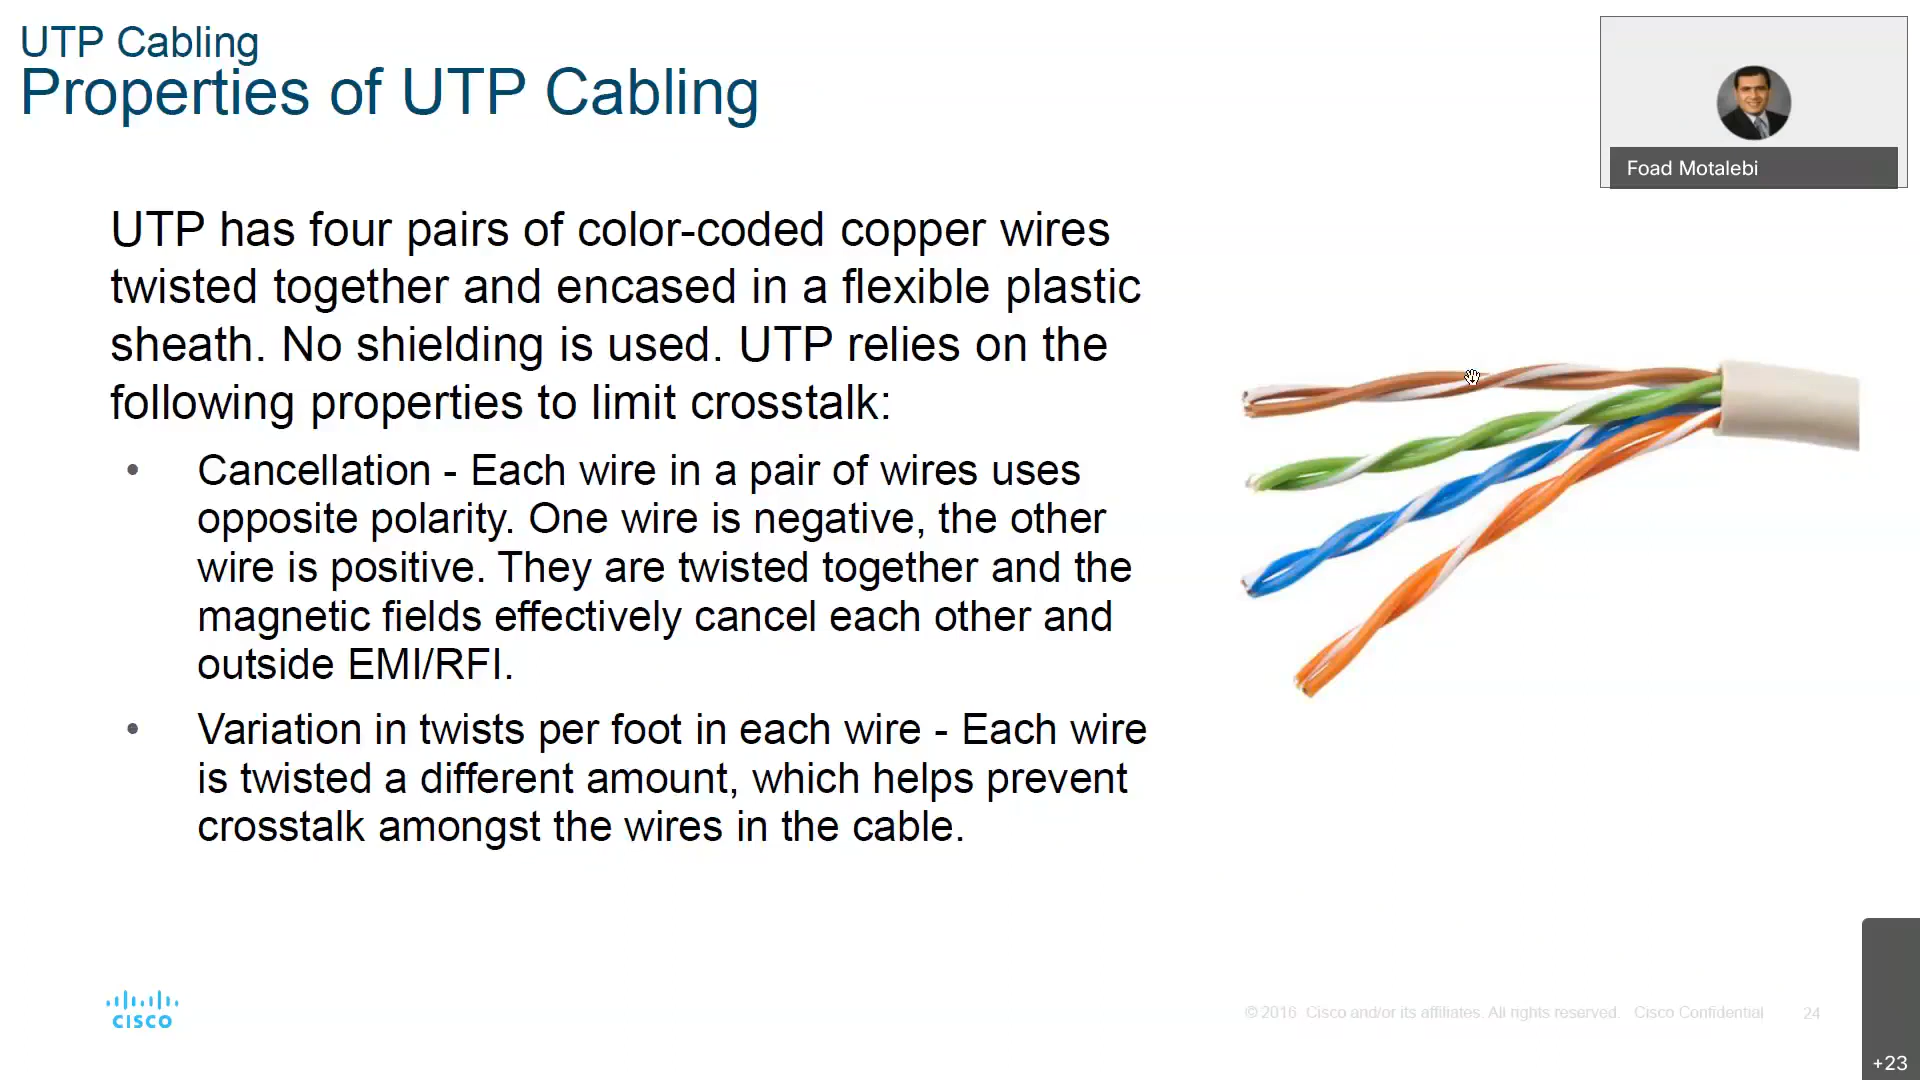 UTP Cabling
Properties of UTP Cabling
Foad Motalebi
UTP has four pairs of color-coded copper wires
twisted together and encased in a flexible plastic
sheath. No shielding is used. UTP relies on the
following properties to limit crosstalk:
• Cancellation - Each wire in a pair of wires uses
opposite polarity. One wire is negative, the other
wire is positive. They are twisted together and the
magnetic fields effectively cancel each other and
outside EMI/RFI.
• Variation in twists per foot in each wire - Each wire
is twisted a different amount, which helps prevent
crosstalk amongst the wires in the cable.
CISCO
© 2016 Cisco and/or its affiliates. All rights reserved. Cisco Confidential 24
+23